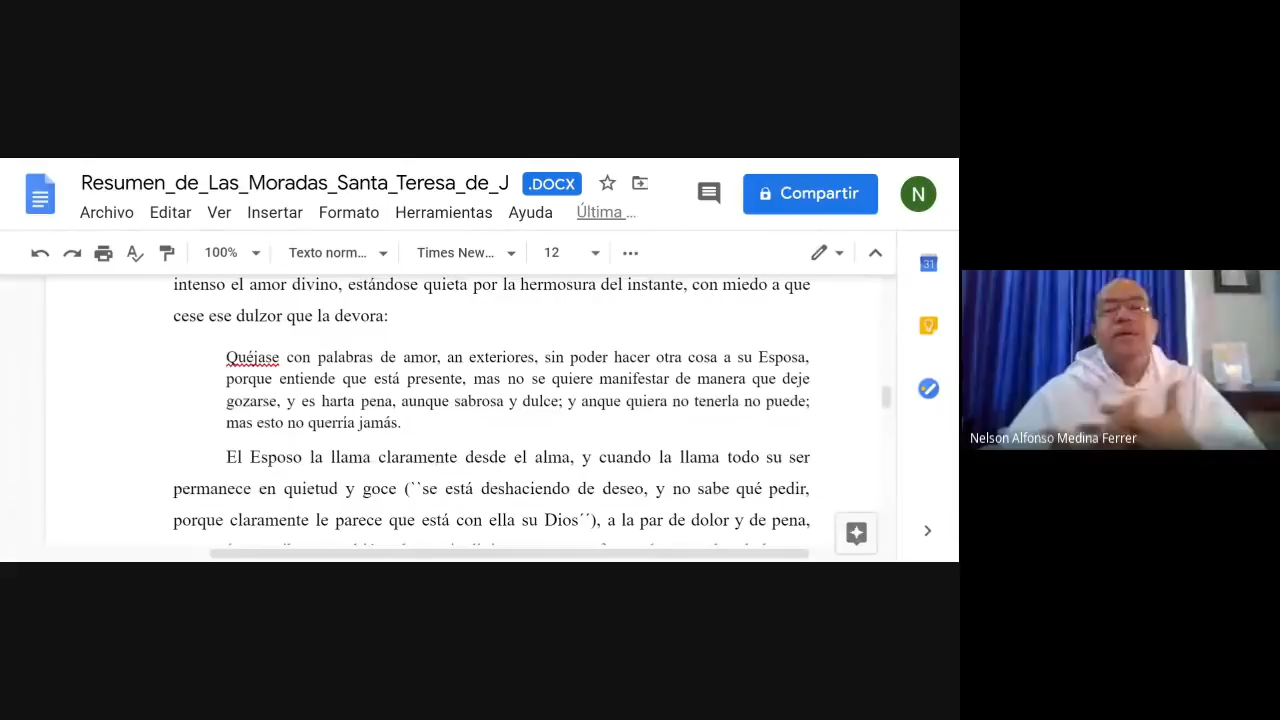 Resumen_de_Las_Moradas_Santa_Teresa_de_J .DOCX
Compartir
N
Archivo Editar Ver Insertar Formato Herramientas Ayuda Última ...
100% Texto norm... Times New... 12
31
intenso el amor divino, estándose quieta por la hermosura del instante, con miedo a que
cese ese dulzor que la devora:
Quéjase con palabras de amor, an exteriores, sin poder hacer otra cosa a su Esposa,
porque entiende que está presente, mas no se quiere manifestar de manera que deje
gozarse, y es harta pena, aunque sabrosa y dulce; y anque quiera no tenerla no puede;
mas esto no querría jamás.
El Esposo la llama claramente desde el alma, y cuando la llama todo su ser
permanece en quietud y goce (``se está deshaciendo de deseo, y no sabe qué pedir,
porque claramente le parece que está con ella su Dios´´), a la par de dolor y de pena,
Nelson Alfonso Medina Ferrer